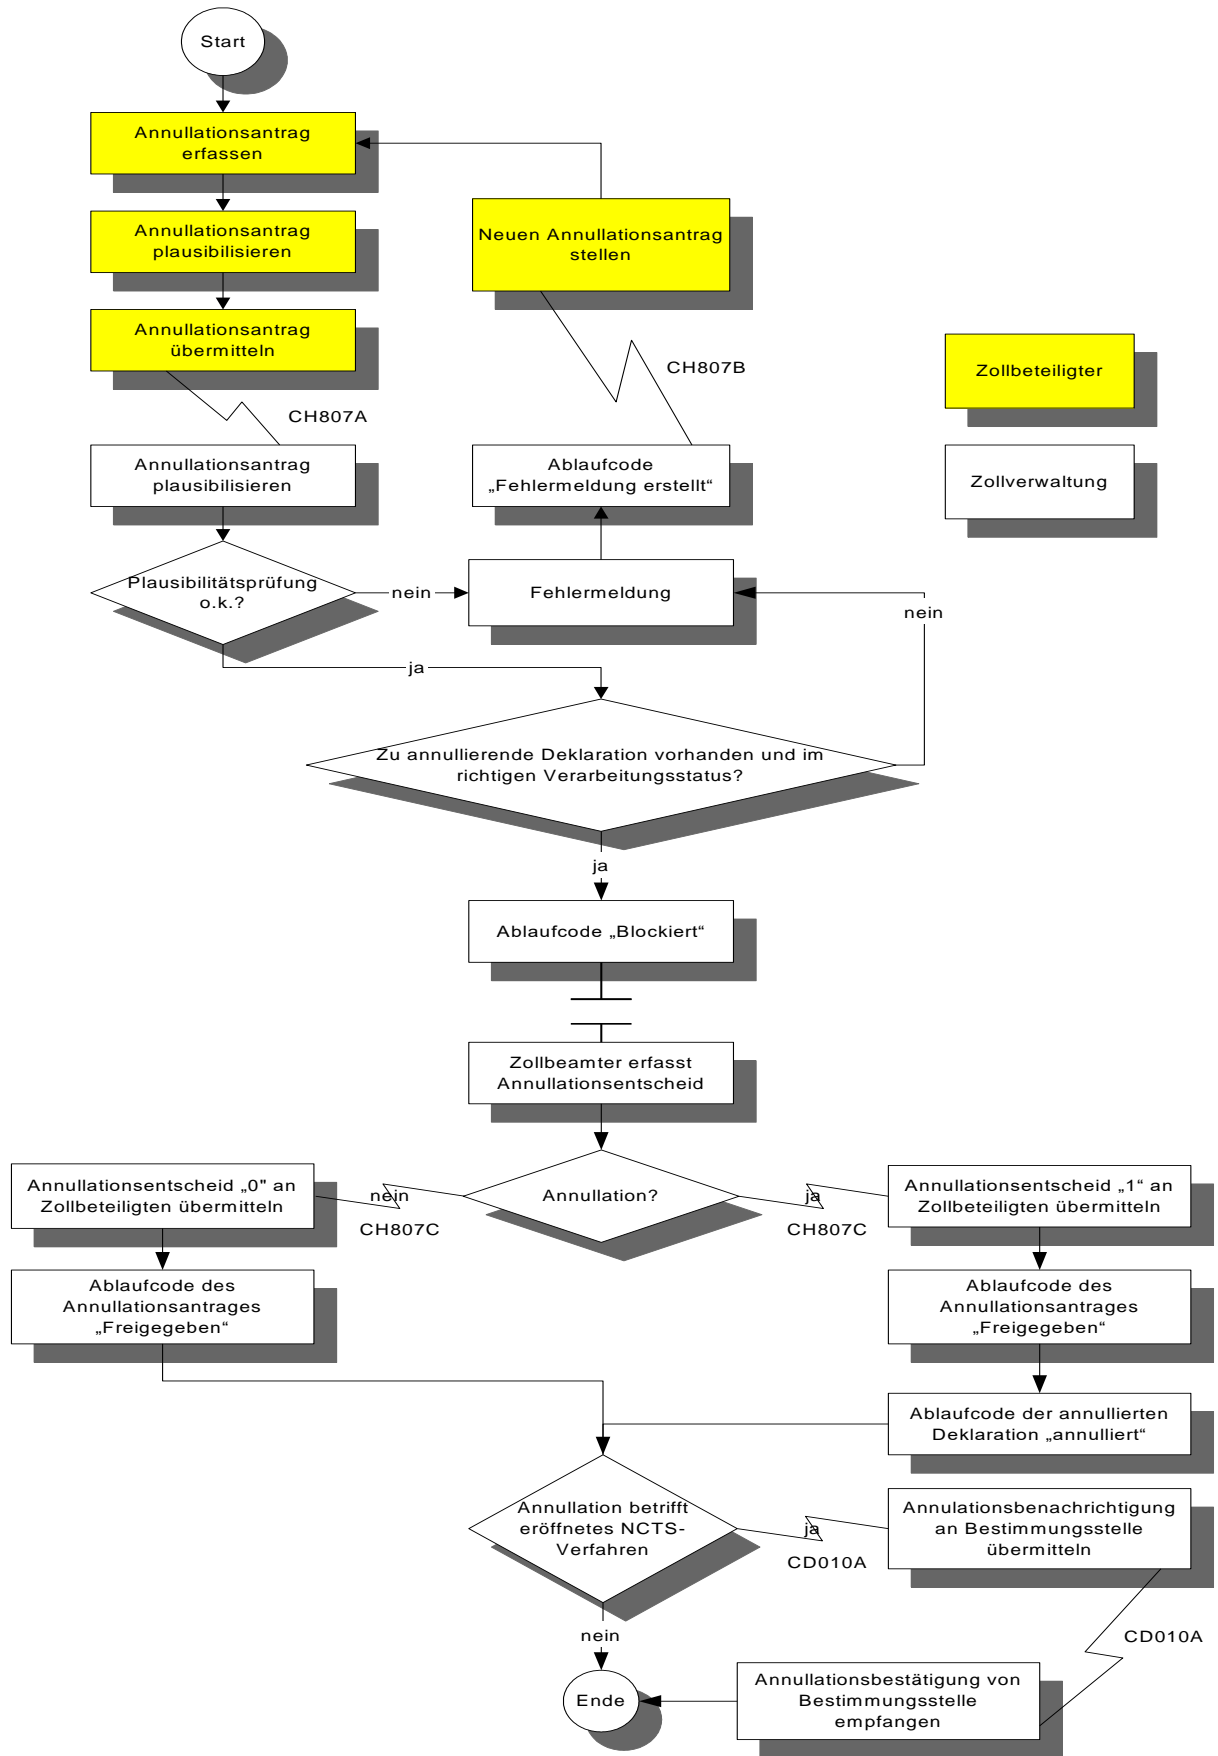 Start
Annullationsantrag
erfassen
Annullationsantrag
plausibilisieren
Neuen Annullationsantrag
stellen
Annullationsantrag
übermitteln
CH807A
CH807B
Zollbeteiligter
Zollverwaltung
Annullationsantrag
plausibilisieren
Ablaufcode
„Fehlermeldung erstellt“
Plausibilitätsprüfung
o.k.?
nein
Fehlermeldung
nein
ja
Zu annullierende Deklaration vorhanden und im
richtigen Verarbeitungsstatus?
ja
Ablaufcode „Blockiert“
Zollbeamter erfasst
Annullationsentscheid
Annullationsentscheid „0" an
Zollbeteiligten übermitteln
nein
CH807C
Annullation?
ja
CH807C
Annullationsentscheid „1“ an
Zollbeteiligten übermitteln
Ablaufcode des
Annullationsantrages
„Freigegeben“
Ablaufcode des
Annullationsantrages
„Freigegeben“
Ablaufcode der annullierten
Deklaration „annulliert“
Annullation betrifft
eröffnetes NCTS-
Verfahren
ja
CD010A
Annulationsbenachrichtigung
an Bestimmungsstelle
übermitteln
nein
CD010A
Ende
Annullationsbestätigung von
Bestimmungsstelle
empfangen